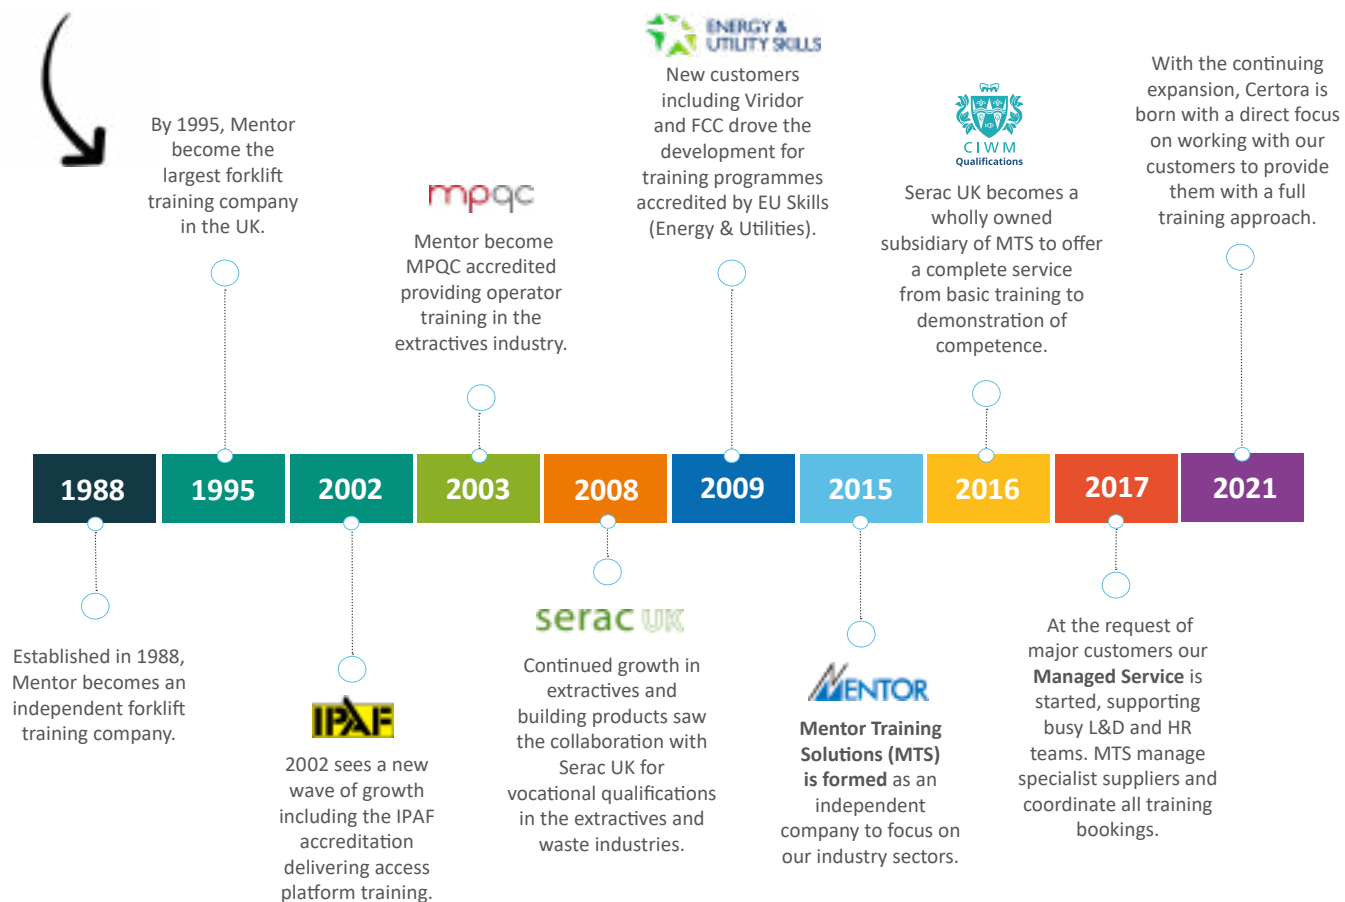 By 1995, Mentor
become the
largest forklift
training company
in the UK.
mpqc
Mentor become
MPQC accredited
providing operator
training in the
extractives industry.
ENERGY &
UTILITY SKILLS
New customers
including Viridor
and FCC drove the
development for
training programmes
accredited by EU Skills
(Energy & Utilities).
CIWM
Qualifications
Serac UK becomes a
wholly owned
subsidiary of MTS to offer
a complete service
from basic training to
demonstration of
competence.
With the continuing
expansion, Certora is
born with a direct focus
on working with our
customers to provide
them with a full
training approach.
1988
1995
2002
2003
2008
2009
2015
2016
2017
2021
Established in 1988,
Mentor becomes an
independent forklift
training company.
IPAF
2002 sees a new
wave of growth
including the IPAF
accreditation
delivering access
platform training.
serac UK
Continued growth in
extractives and
building products saw
the collaboration with
Serac UK for
vocational qualifications
in the extractives and
waste industries.
MENTOR
Mentor Training
Solutions (MTS)
is formed as an
independent
company to focus on
our industry sectors.
At the request of
major customers our
Managed Service is
started, supporting
busy L&D and HR
teams. MTS manage
specialist suppliers and
coordinate all training
bookings.